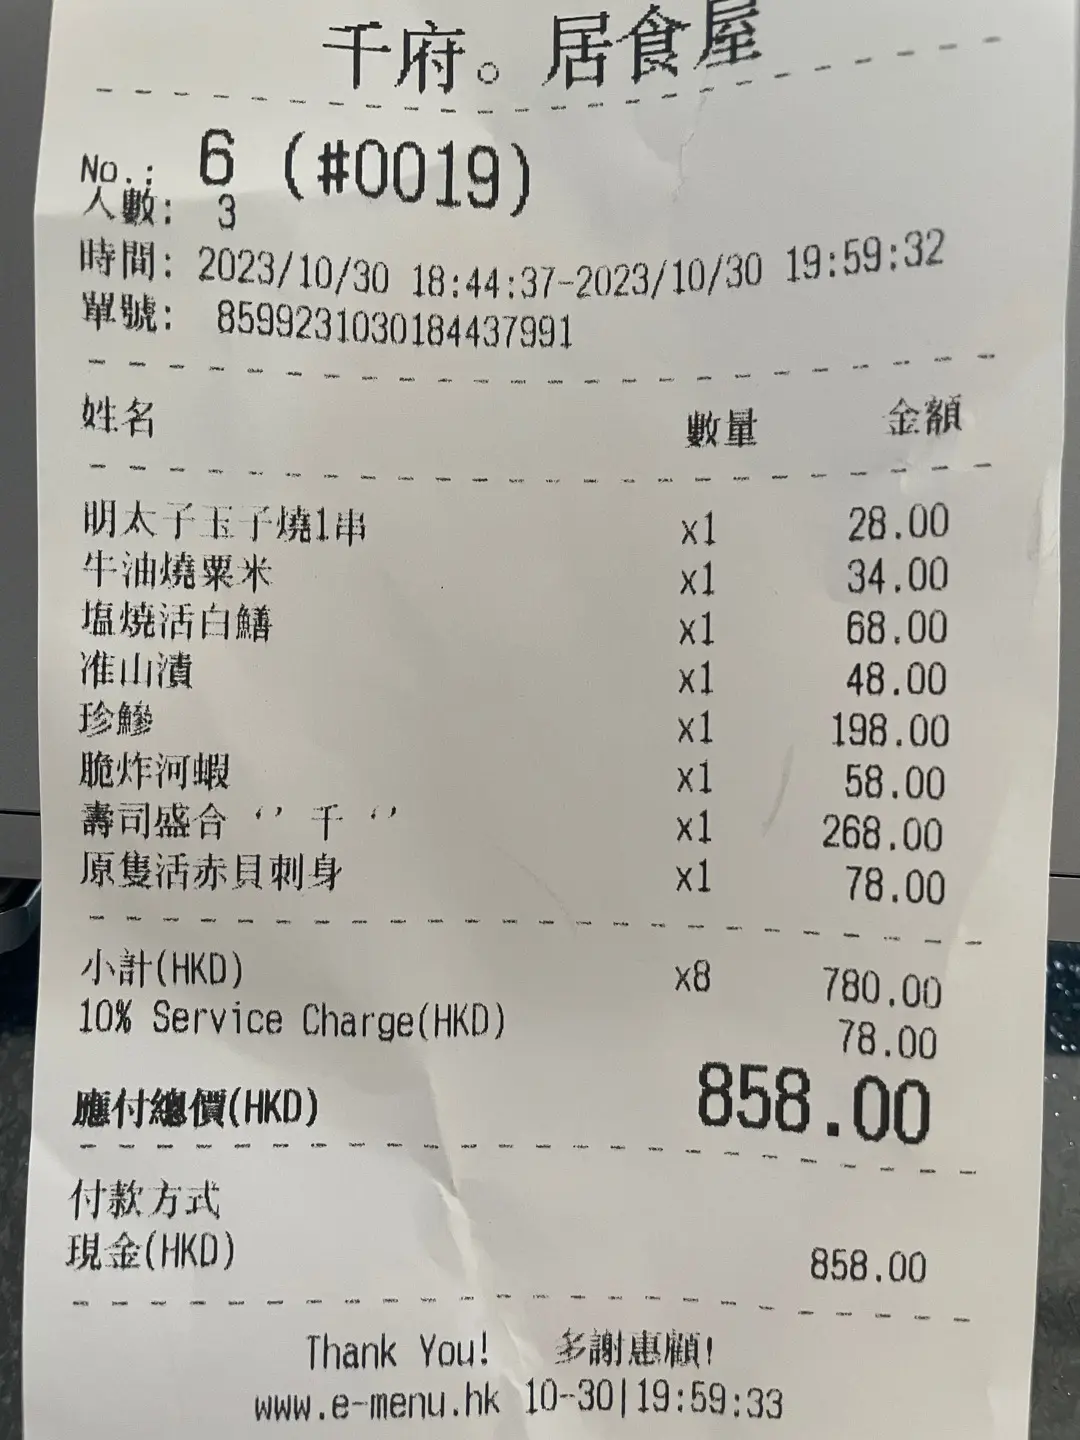 千府。居食屋
No.: 6 (#0019)
人數: 3
時間: 2023/10/30 18:44:37-2023/10/30 19:59:32
單號: 8599231030184437991
姓名 數量 金額
明太子玉子燒1串 x1 28.00
牛油燒粟米 x1 34.00
塩燒活白鱔 x1 68.00
准山漬 x1 48.00
珍鰺 x1 198.00
脆炸河蝦 x1 58.00
壽司盛合 ‘’ 千 ‘’ x1 268.00
原隻活赤貝刺身 x1 78.00
小計(HKD) x8 780.00
10% Service Charge(HKD) 78.00
應付總價(HKD) 858.00
付款方式
現金(HKD) 858.00
Thank You! 多謝惠顧!
www.e-menu.hk 10-30|19:59:33